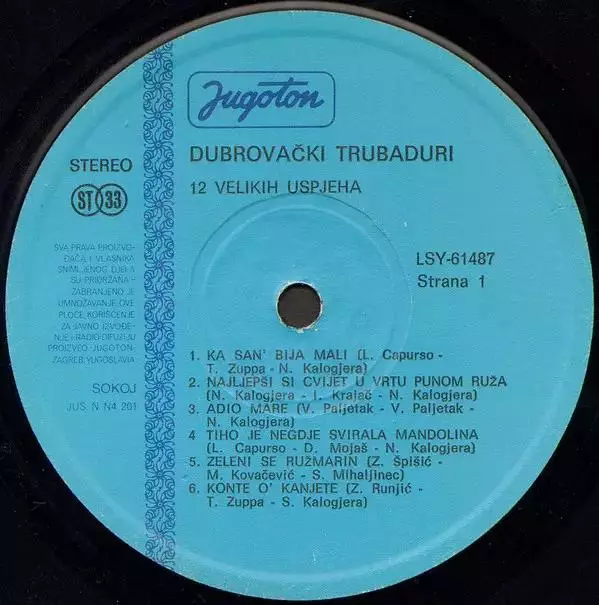 Jugoton
STEREO
ST 33
DUBROVAČKI TRUBADURI
12 VELIKIH USPJEHA
SVA PRAVA PROIZVO-
ĐAČA I VLASNIKA
SNIMLJENOG DJELA
SU PRIDRŽANA –
ZABRANJENO JE
UMNOŽAVANJE OVE
PLOČE, KORIŠĆENJE
ZA JAVNO IZVOĐE-
NJE I RADIO-DIFUZIJU
PROIZVEO - JUGOTON-
ZAGREB, YUGOSLAVIA
SOKOJ
JUS N N4 201
LSY-61487
Strana 1
1. KA SAN' BIJA MALI (L. Capurso -
T. Zuppa - N. Kalogjera)
2. NAJLJEPŠI SI CVIJET U VRTU PUNOM RUŽA
(N. Kalogjera - I. Krajač - N. Kalogjera)
3. ADIO MARE (V. Paljetak - V. Paljetak -
N. Kalogjera)
4 TIHO JE NEGDJE SVIRALA MANDOLINA
(L. Capurso - D. Mojaš - N. Kalogjera)
5. ZELENI SE RUŽMARIN (Z. Špišić -
M. Kovačević - S. Mihaljinec)
6. KONTE O' KANJETE (Z. Runjić -
T. Zuppa - S. Kalogjera)